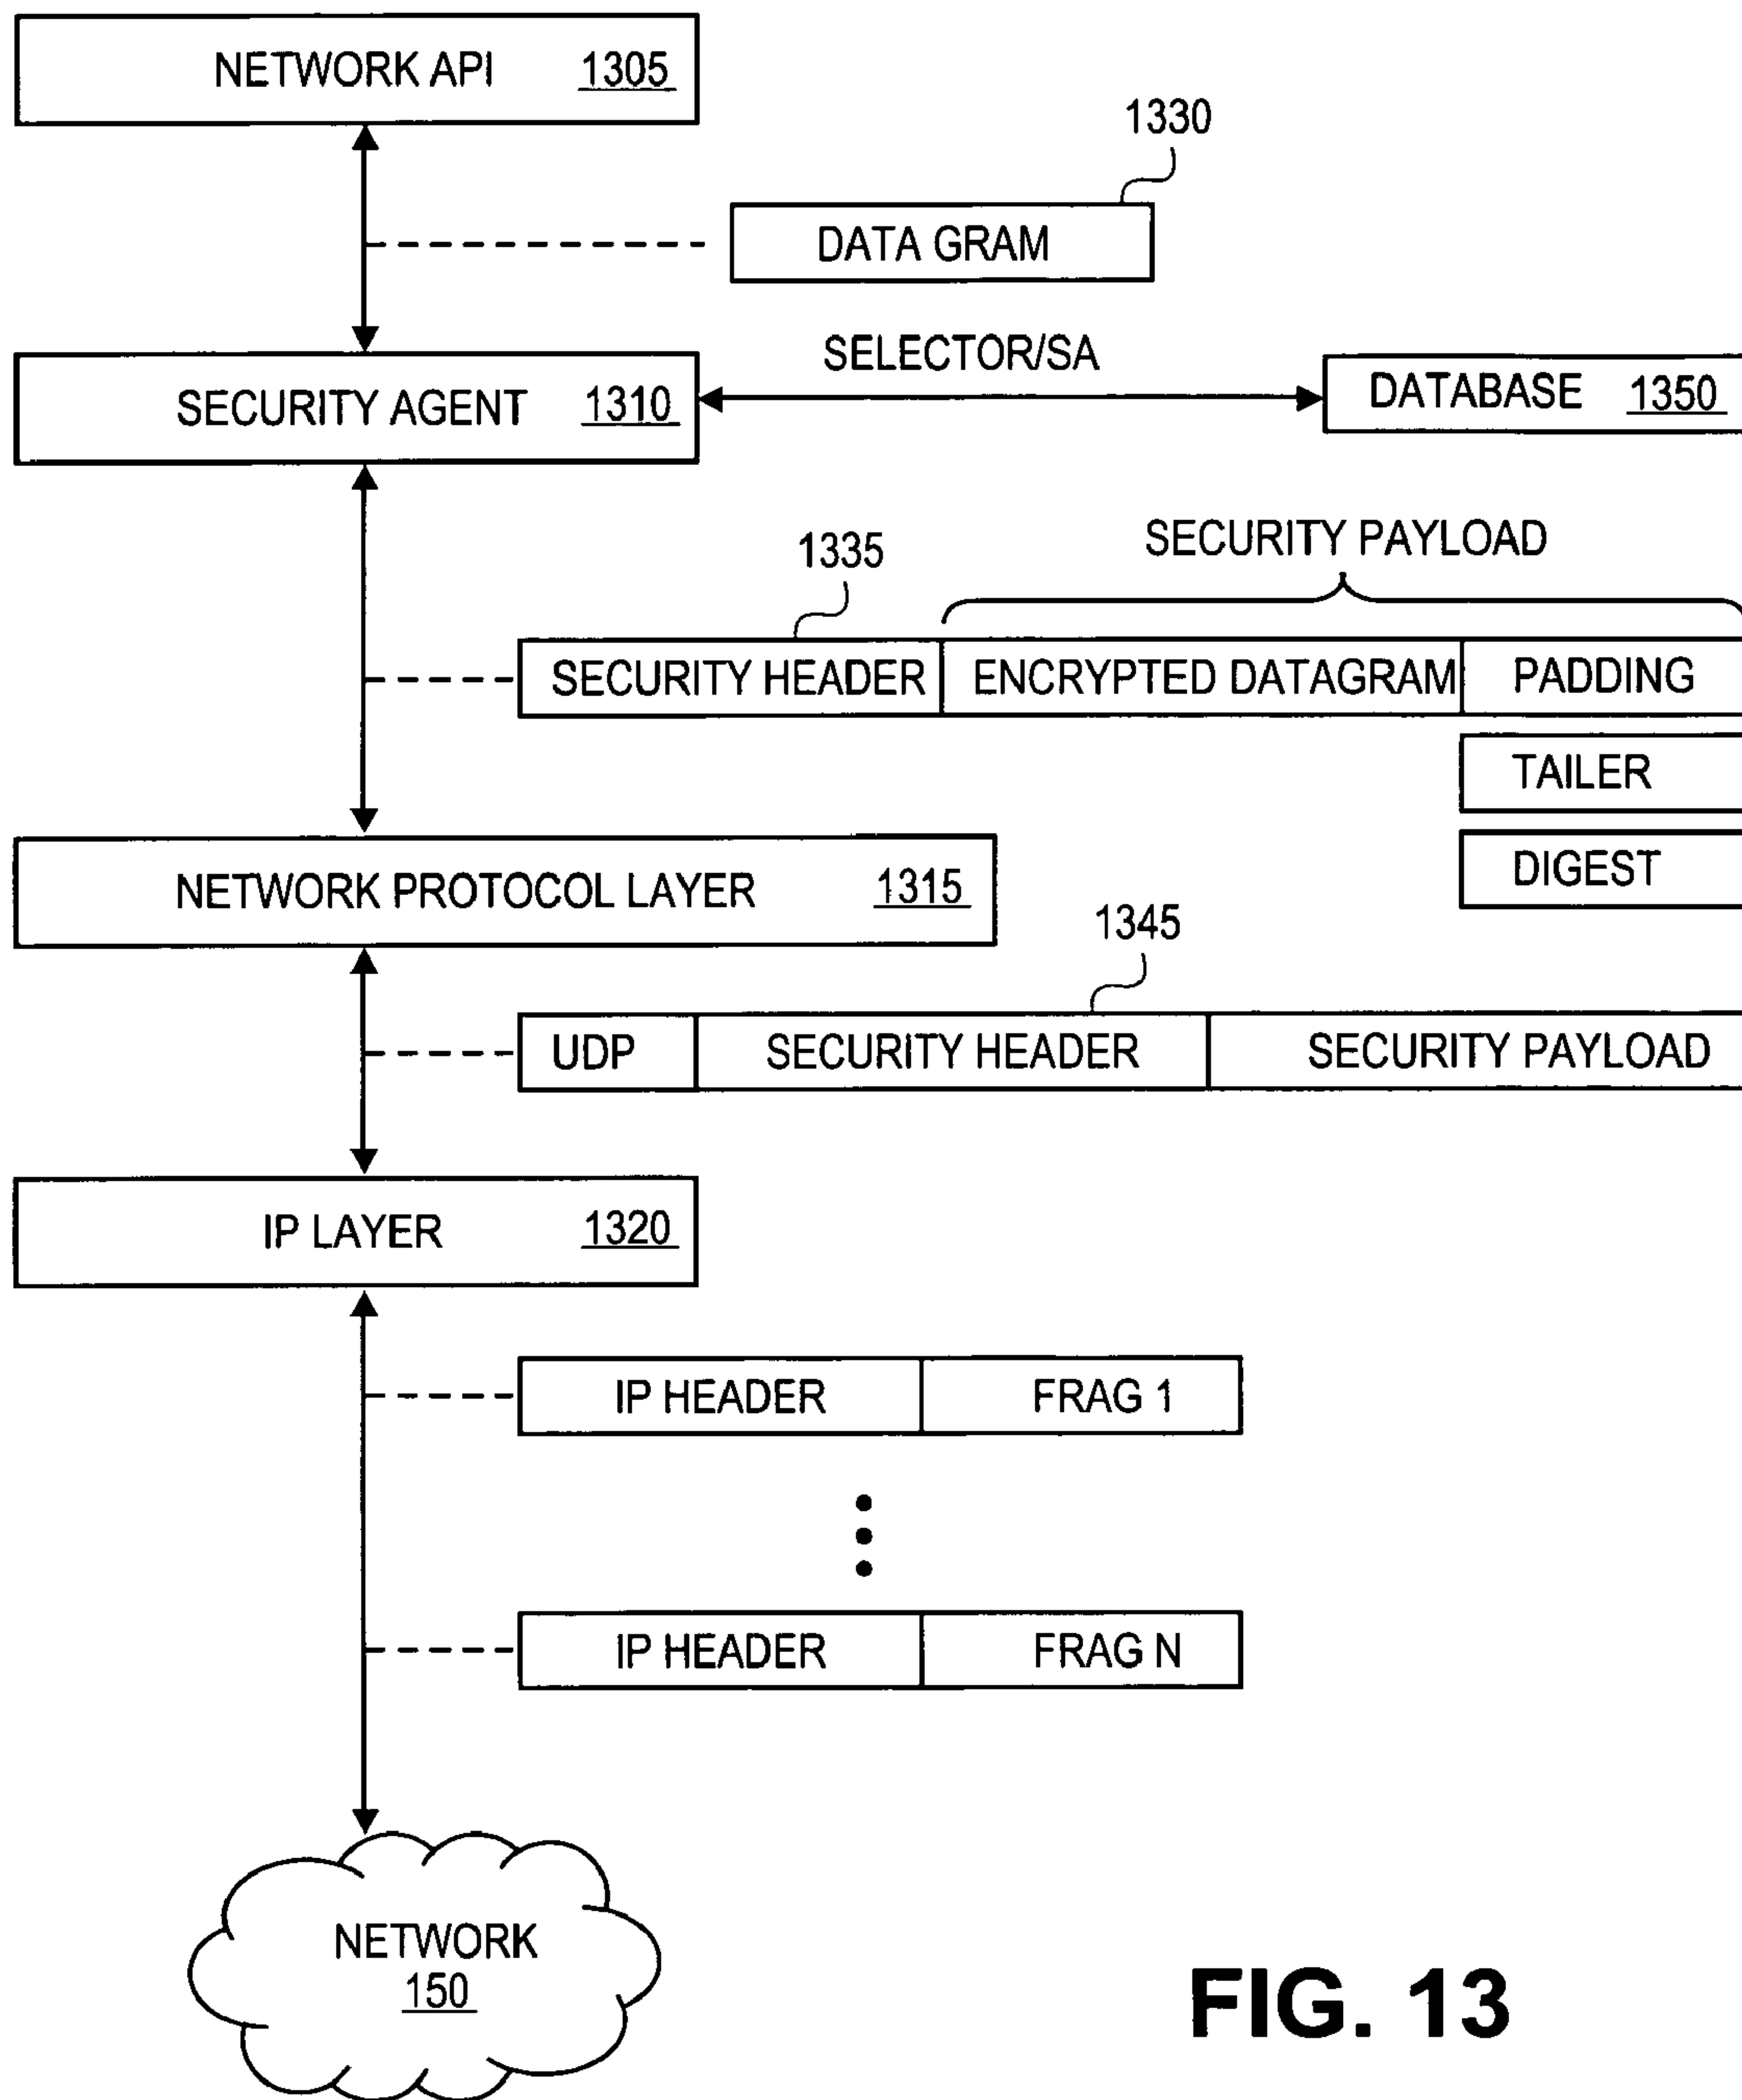 NETWORK API 1305
1330
DATA GRAM
SELECTOR/SA
SECURITY AGENT 1310
DATABASE 1350
SECURITY PAYLOAD
1335
SECURITY HEADER ENCRYPTED DATAGRAM PADDING
TAILER
DIGEST
NETWORK PROTOCOL LAYER 1315
1345
UDP SECURITY HEADER SECURITY PAYLOAD
IP LAYER 1320
IP HEADER FRAG 1
IP HEADER FRAG N
NETWORK
150
FIG. 13